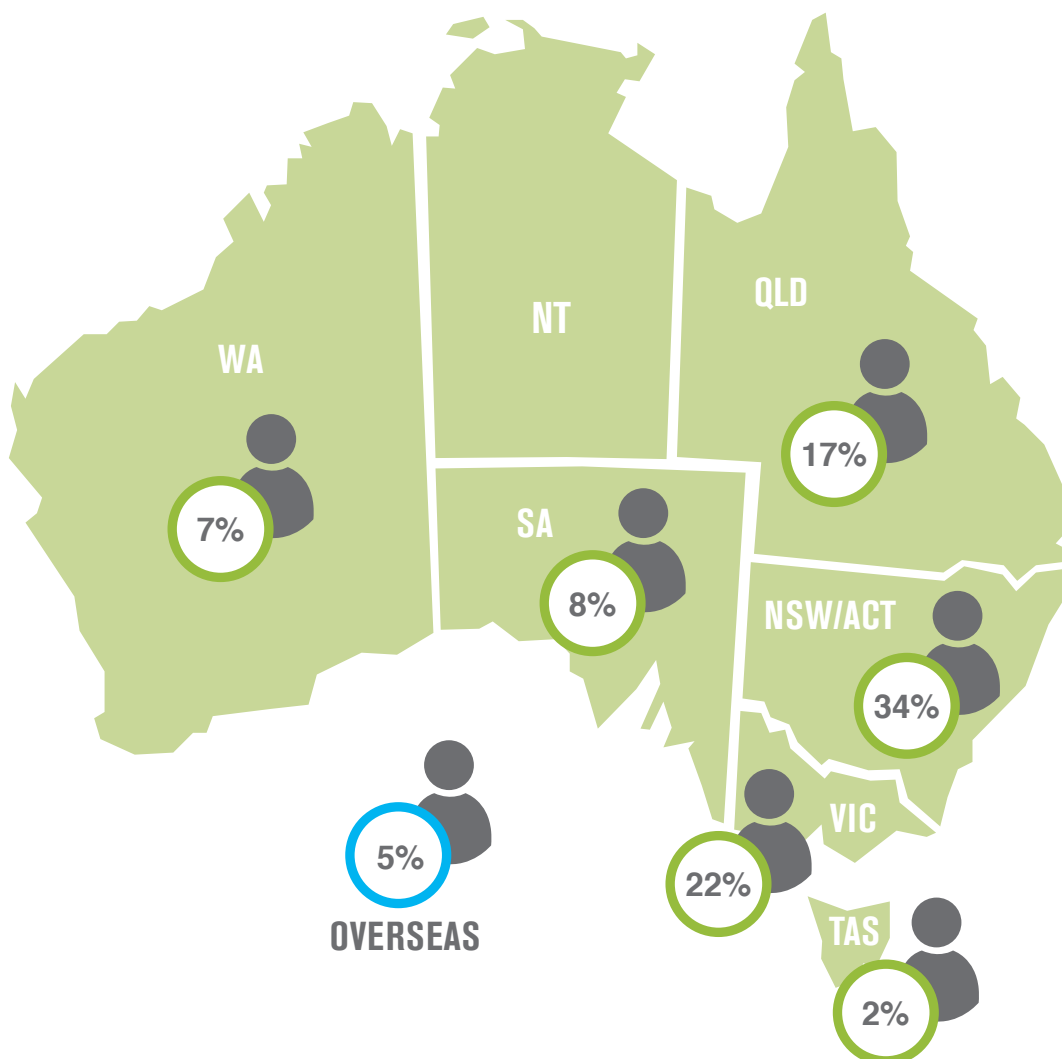 NT
QLD
WA
17%
7%
SA
8%
NSW/ACT
34%
VIC
5%
22%
OVERSEAS
TAS
2%